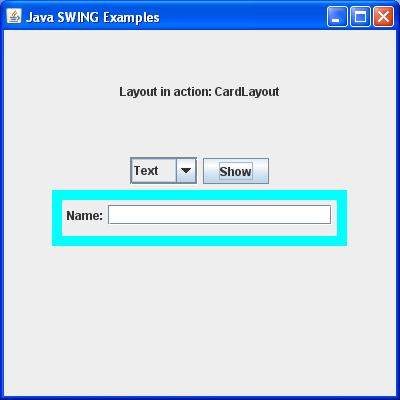 Java SWING Examples
Layout in action: CardLayout
Text Show
Name: